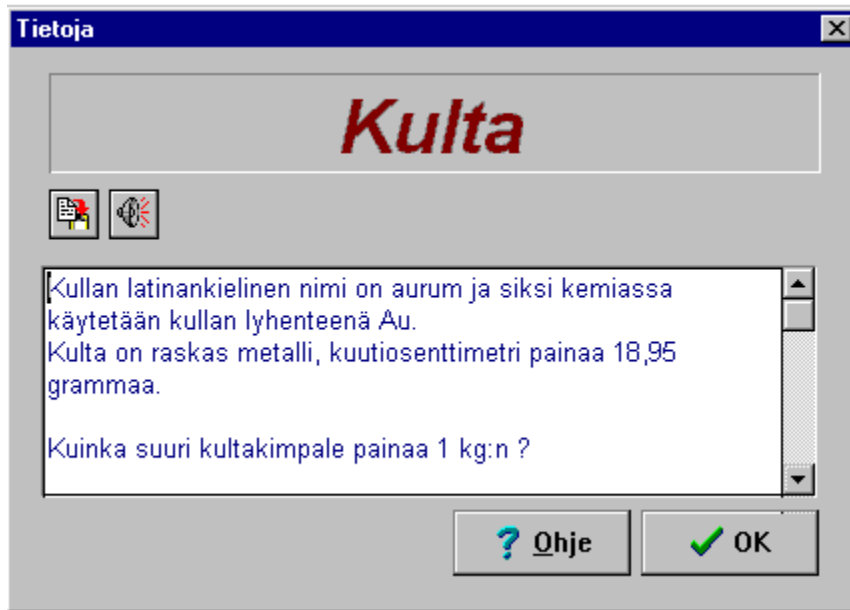 Tietoja
Kulta
Kullan latinankielinen nimi on aurum ja siksi kemiassa
käytetään kullan lyhenteenä Au.
Kulta on raskas metalli, kuutiosenttimetri painaa 18,95
grammaa.
Kuinka suuri kultakimpale painaa 1 kg:n ?
Ohje
OK